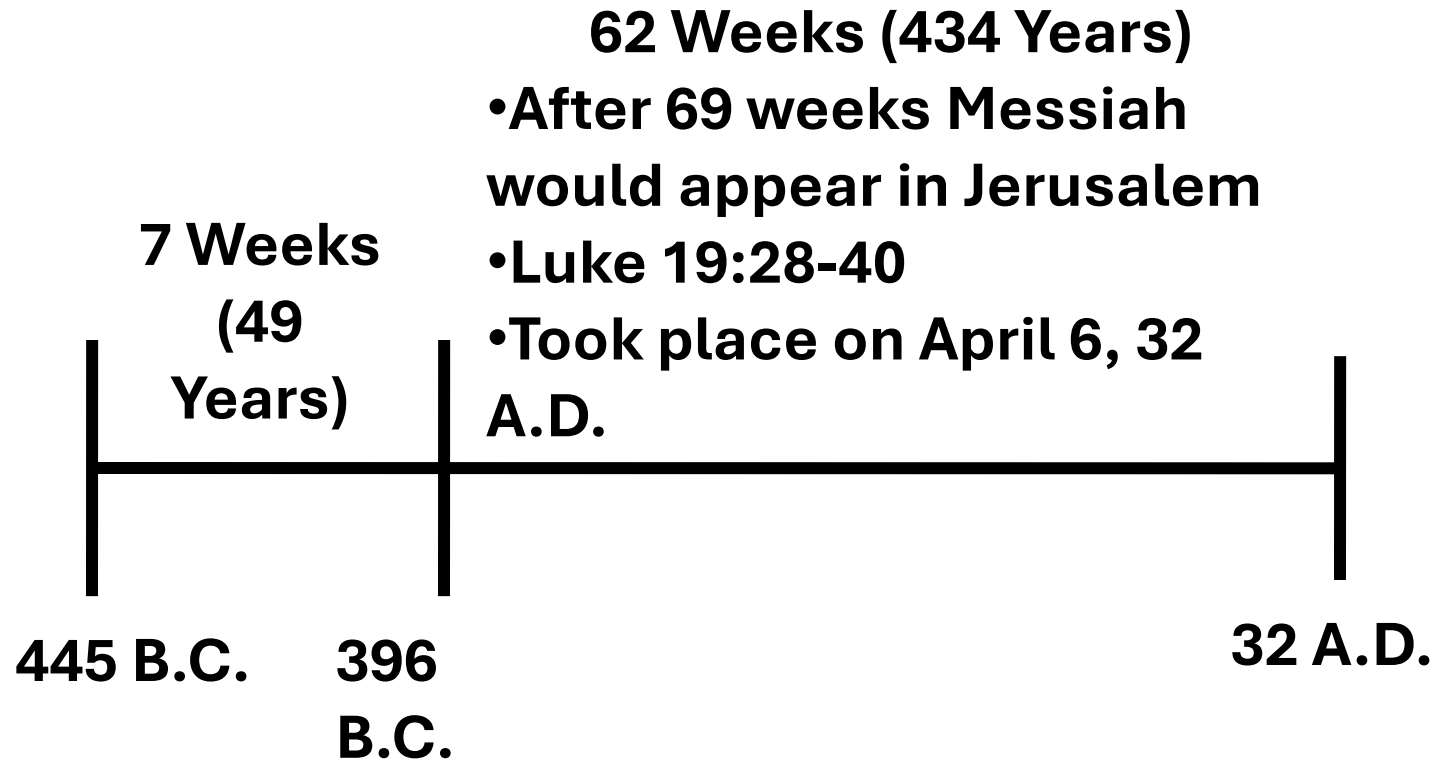 62 Weeks (434 Years)
•After 69 weeks Messiah
would appear in Jerusalem
•Luke 19:28-40
•Took place on April 6, 32
A.D.
7 Weeks
(49
Years)
445 B.C.
396
B.C.
32 A.D.